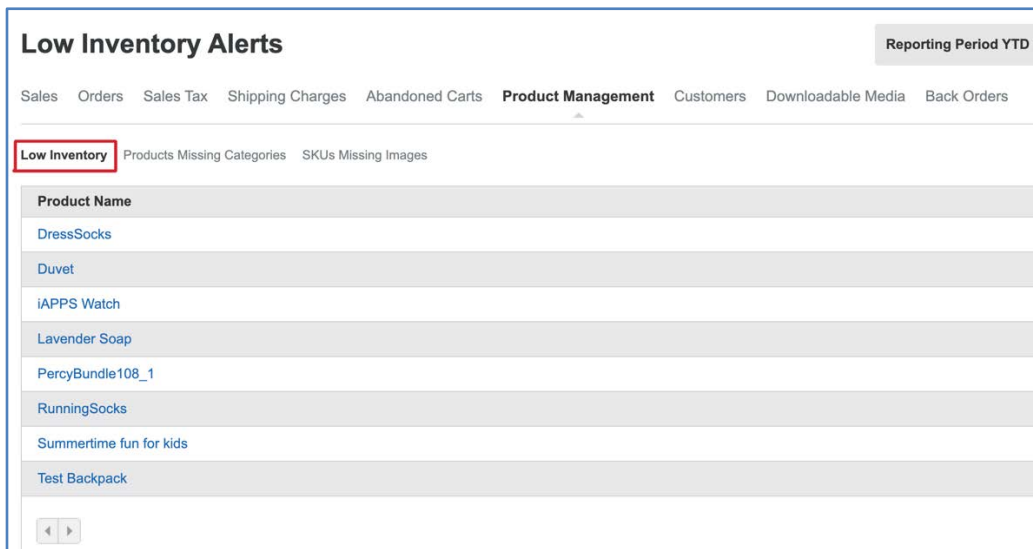 Low Inventory Alerts
Reporting Period YTD
Sales Orders Sales Tax Shipping Charges Abandoned Carts Product Management Customers Downloadable Media Back Orders
Low Inventory Products Missing Categories SKUs Missing Images
Product Name
DressSocks
Duvet
iAPPS Watch
Lavender Soap
PercyBundle108_1
RunningSocks
Summertime fun for kids
Test Backpack